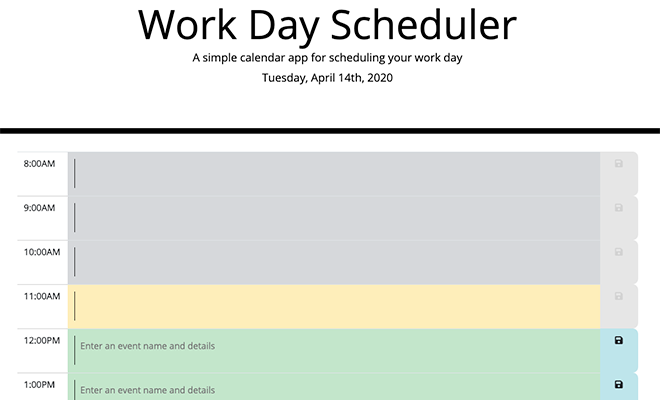 Work Day Scheduler
A simple calendar app for scheduling your work day
Tuesday, April 14th, 2020
8:00AM
9:00AM
10:00AM
11:00AM
12:00PM Enter an event name and details
1:00PM Enter an event name and details